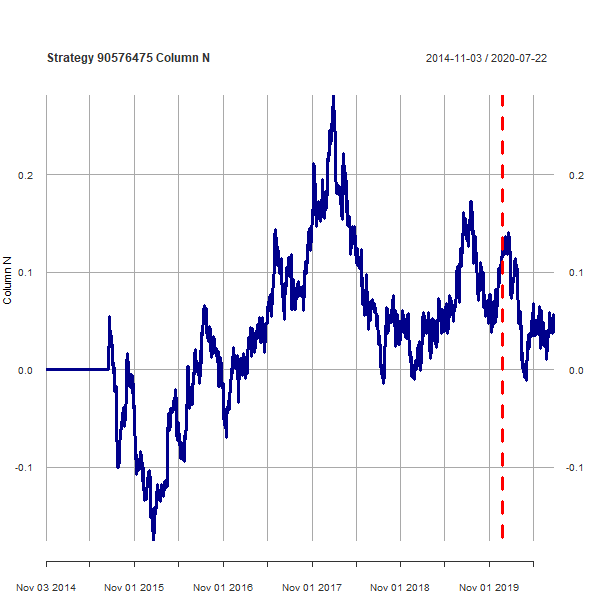 Strategy 90576475 Column N
2014-11-03 / 2020-07-22
0.2 0.2
0.1 0.1
0.0 0.0
-0.1 -0.1
Column N
Nov 03 2014 Nov 01 2015 Nov 01 2016 Nov 01 2017 Nov 01 2018 Nov 01 2019